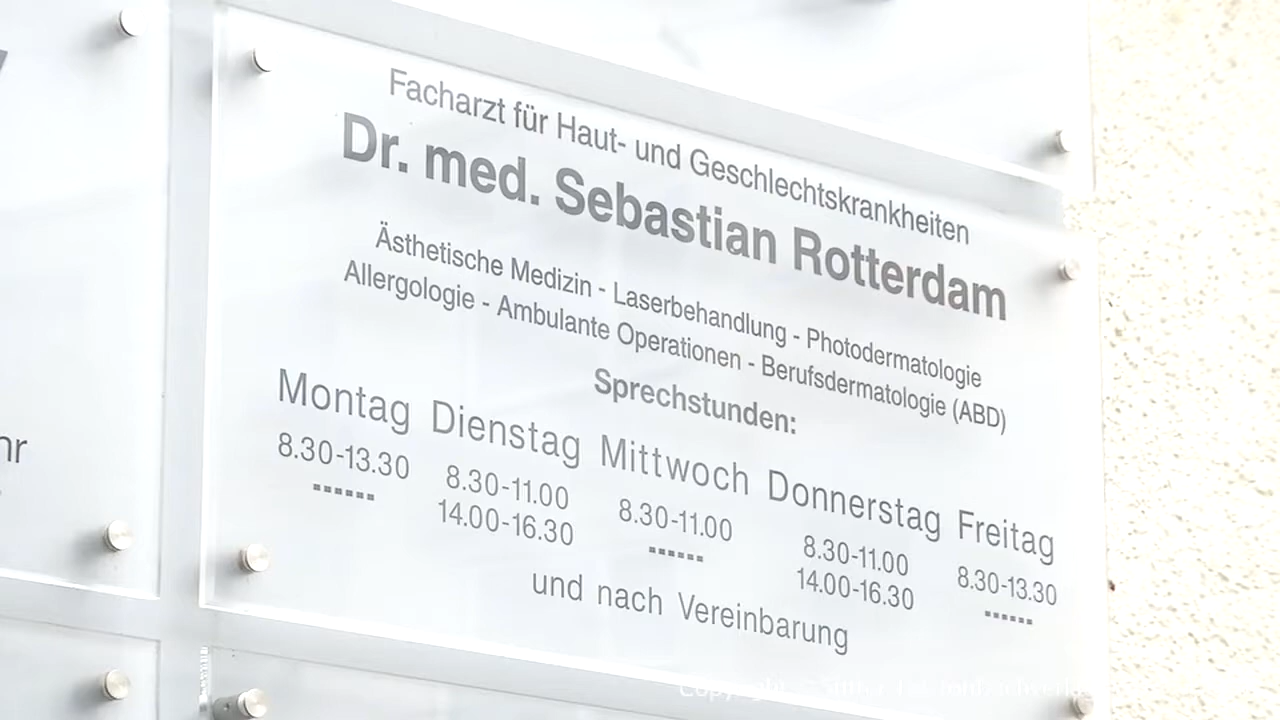 Facharzt für Haut- und Geschlechtskrankheiten
Dr. med. Sebastian Rotterdam
Ästhetische Medizin - Laserbehandlung - Photodermatologie
Allergologie - Ambulante Operationen - Berufsdermatologie (ABD)
Sprechstunden:
Montag Dienstag Mittwoch Donnerstag Freitag
8.30-13.30 8.30-11.00 8.30-11.00 8.30-11.00 8.30-13.30
------ 14.00-16.30 ------ 14.00-16.30 ------
und nach Vereinbarung
hr
Copyright